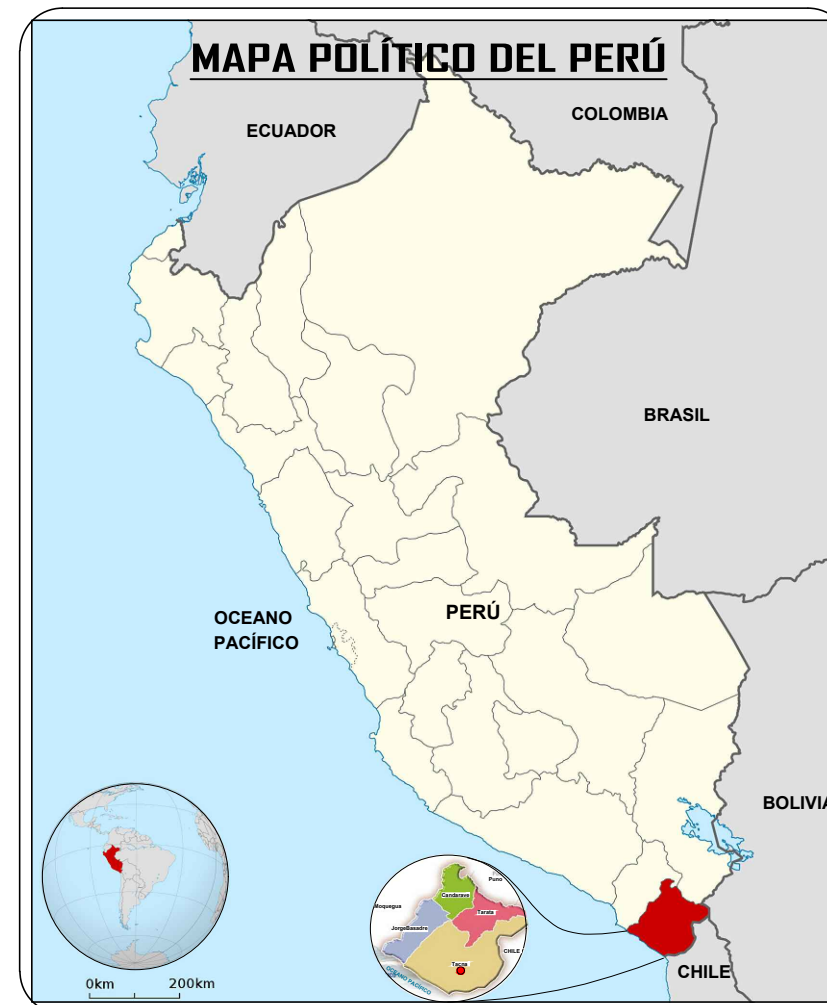 MAPA POLÍTICO DEL PERÚ
COLOMBIA
ECUADOR
BRASIL
PERÚ
OCEANO
PACÍFICO
BOLIVIA
Puno
Candarave
Moquegua
Tarata
JorgeBasadre
CHILE
Tacna
OCEANO PACÍFICO
CHILE
0km
200km